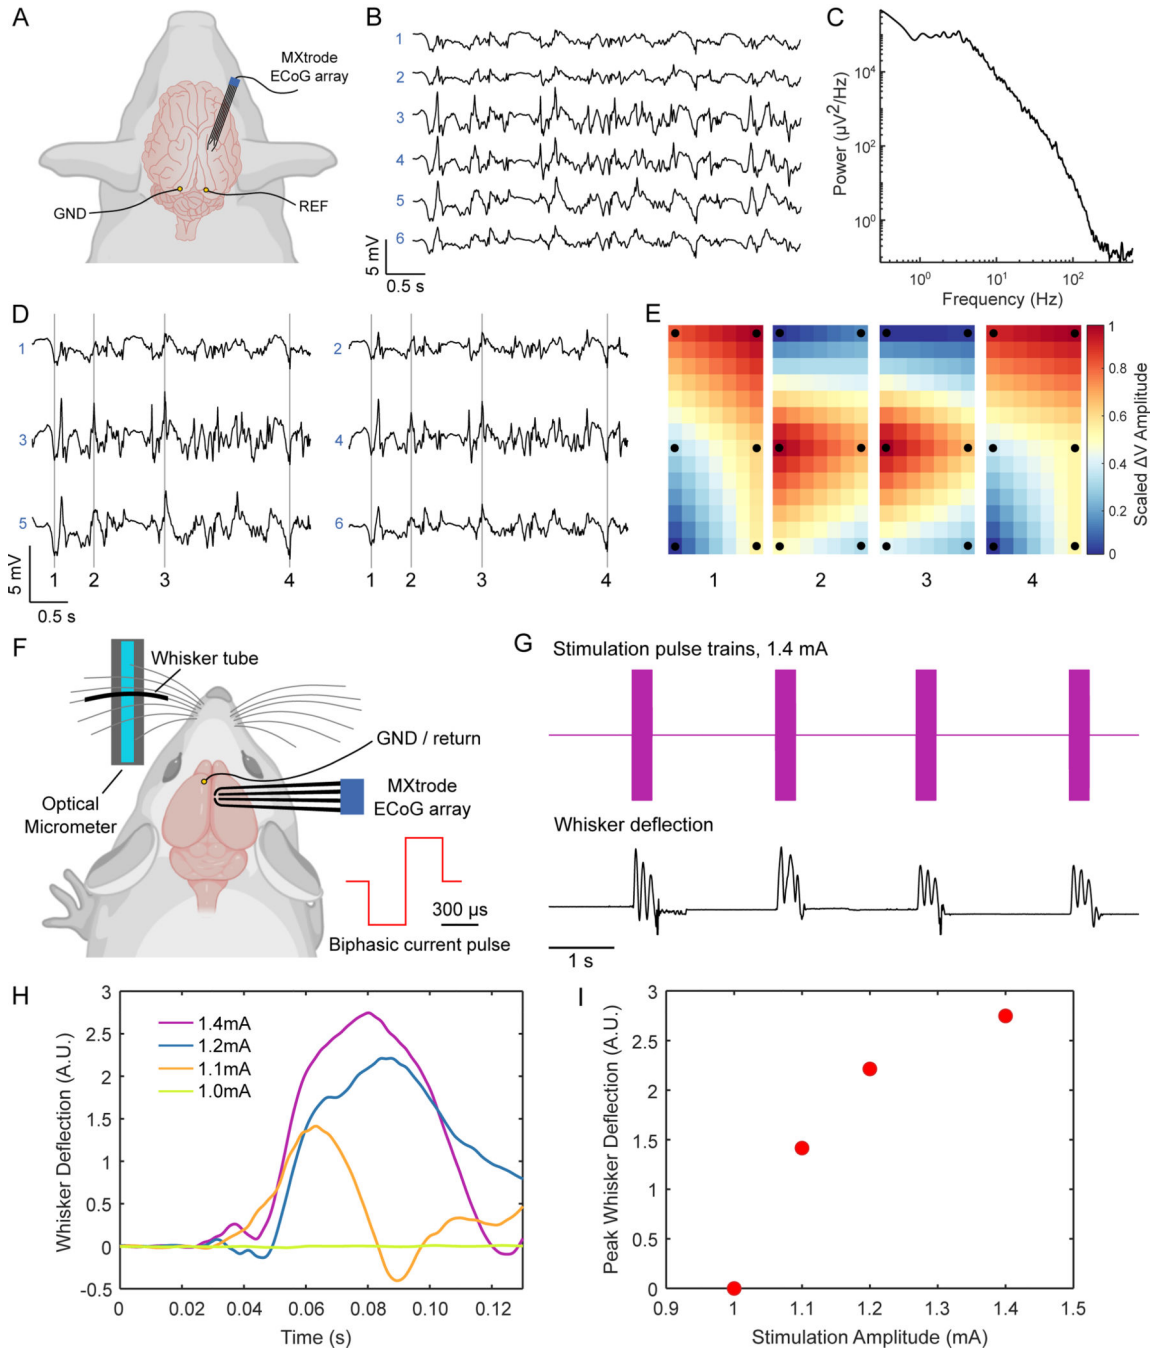 A
MXtrode
ECoG array
GND
REF
B
1
2
3
4
5
6
5 mV
0.5 s
C
Power (µV²/Hz)
10⁴
10²
10⁰
10⁰ 10¹ 10²
Frequency (Hz)
D
1
3
5
5 mV
0.5 s
1 2 3 4
2
4
6
1 2 3 4
E
1 2 3 4
1
0.8
0.6
0.4
0.2
0
Scaled ΔV Amplitude
F
Whisker tube
GND / return
MXtrode
ECoG array
Optical
Micrometer
300 µs
Biphasic current pulse
G
Stimulation pulse trains, 1.4 mA
Whisker deflection
1 s
H
Whisker Deflection (A.U.)
3
2.5
2
1.5
1
0.5
0
-0.5
1.4mA
1.2mA
1.1mA
1.0mA
0 0.02 0.04 0.06 0.08 0.10 0.12
Time (s)
I
Peak Whisker Deflection (A.U.)
3
2.5
2
1.5
1
0.5
0
0.9 1 1.1 1.2 1.3 1.4 1.5
Stimulation Amplitude (mA)